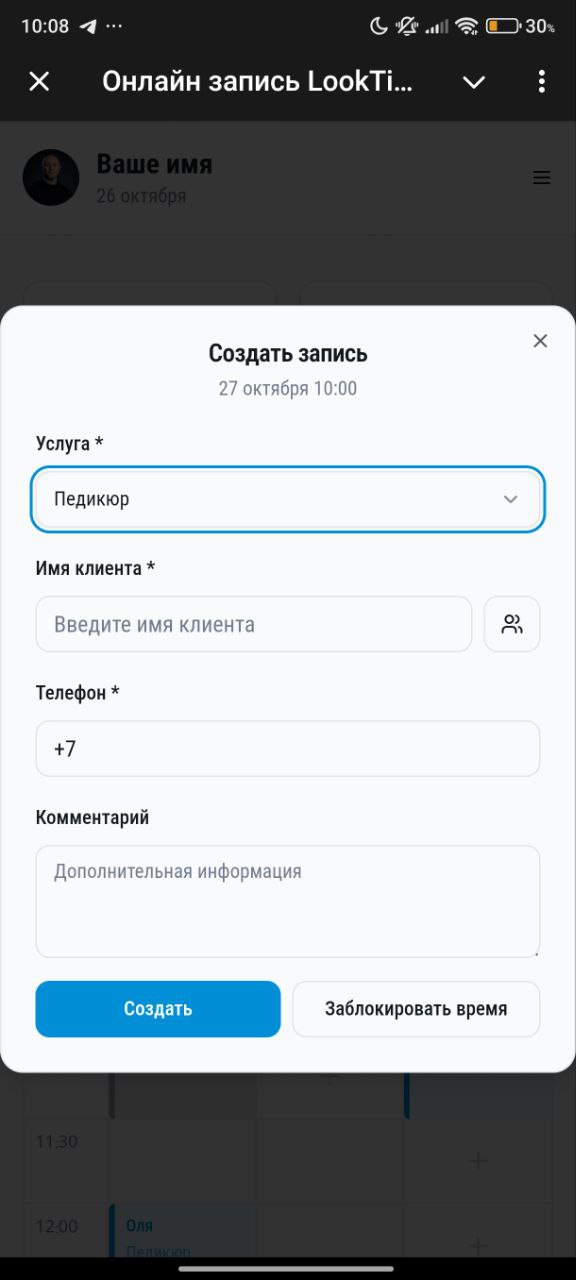 10:08
30%
Онлайн запись LookTi...
Ваше имя
26 октября
Создать запись
27 октября 10:00
Услуга *
Педикюр
Имя клиента *
Введите имя клиента
Телефон *
+7
Комментарий
Дополнительная информация
Создать
Заблокировать время
11:30
12:00
Оля
Педикюр